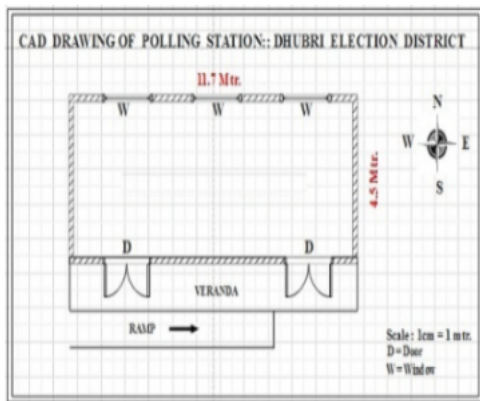 CAD DRAWING OF POLLING STATION:: DHUBRI ELECTION DISTRICT
11.7 Mtr.
W W W
N
W E
S
4.5 Mtr.
D D
VERANDA
RAMP
Scale: 1cm = 1 mtr.
D=Door
W=Window